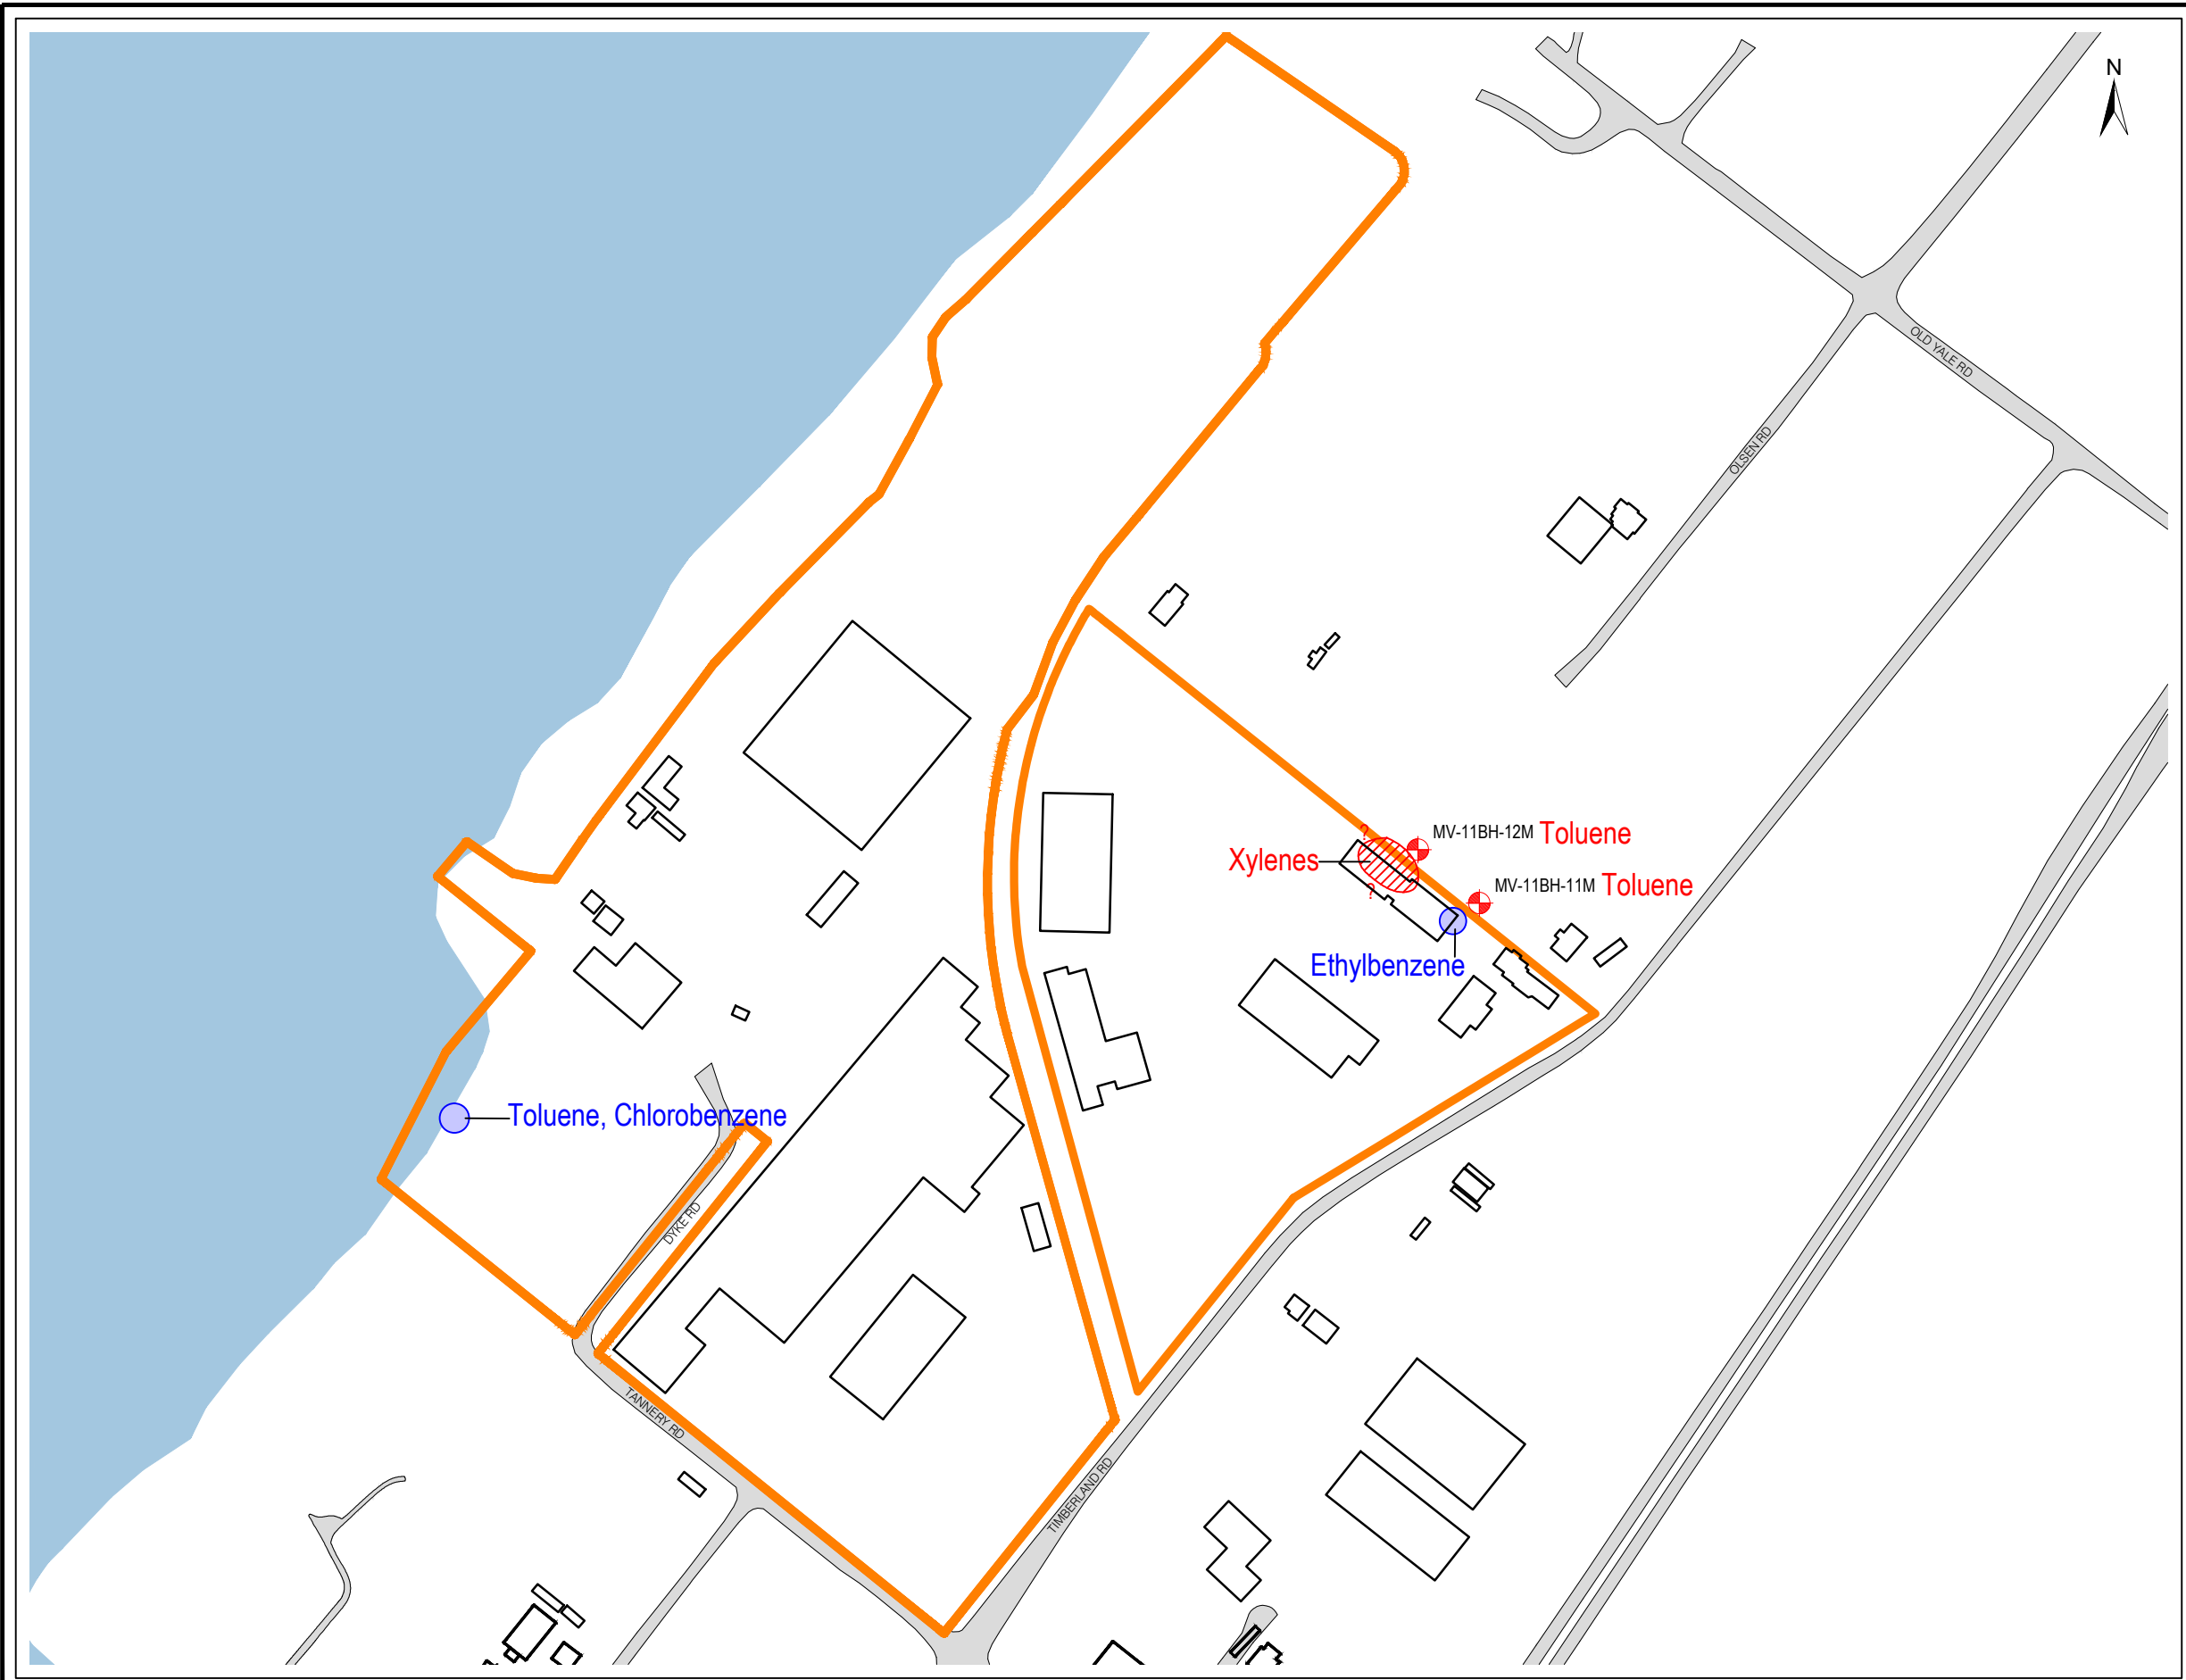 N
OLD YALE RD
OLSEN RD
?
MV-11BH-12M Toluene
Xylenes
?
MV-11BH-11M Toluene
Ethylbenzene
Toluene, Chlorobenzene
DYKE RD
TANNERY RD
TIMBERLAND RD